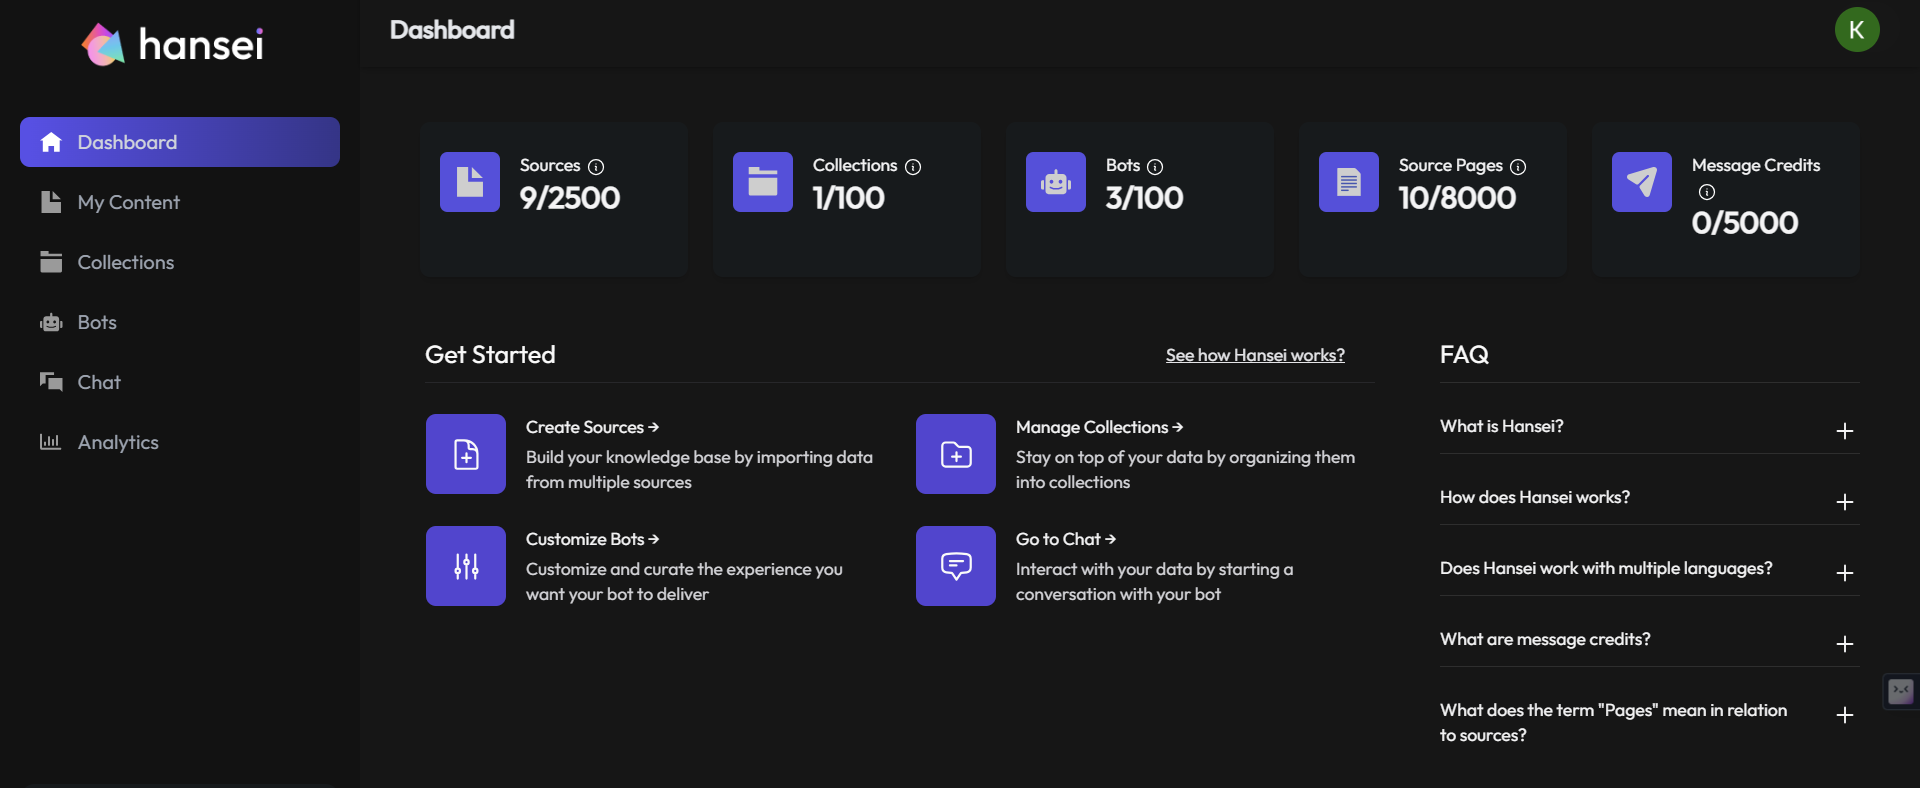 hansei
Dashboard
My Content
Collections
Bots
Chat
Analytics
Dashboard
K
Sources
9/2500
Collections
1/100
Bots
3/100
Source Pages
10/8000
Message Credits
0/5000
Get Started
See how Hansei works?
Create Sources →
Build your knowledge base by importing data
from multiple sources
Manage Collections →
Stay on top of your data by organizing them
into collections
Customize Bots →
Customize and curate the experience you
want your bot to deliver
Go to Chat →
Interact with your data by starting a
conversation with your bot
FAQ
What is Hansei?
How does Hansei works?
Does Hansei work with multiple languages?
What are message credits?
What does the term "Pages" mean in relation
to sources?